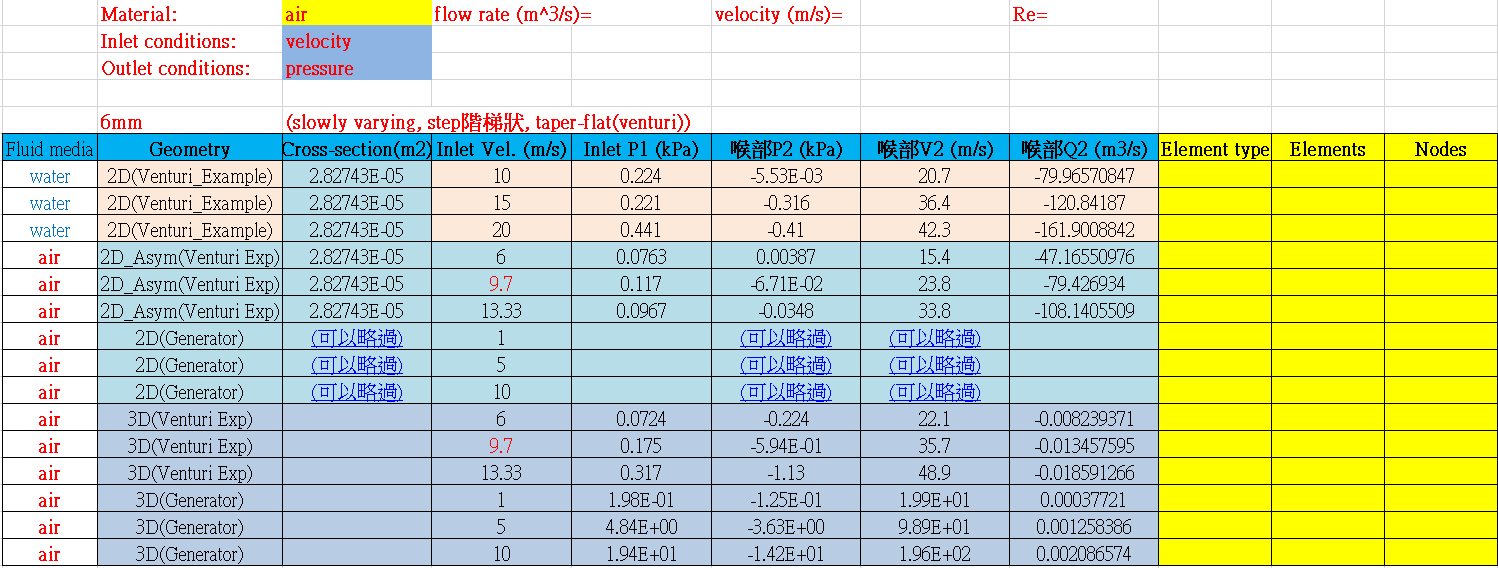 Material: air flow rate (m^3/s)= velocity (m/s)= Re=
Inlet conditions: velocity
Outlet conditions: pressure
6mm (slowly varying, step階梯狀, taper-flat(venturi))
Fluid media Geometry Cross-section(m2) Inlet Vel. (m/s) Inlet P1 (kPa) 喉部P2 (kPa) 喉部V2 (m/s) 喉部Q2 (m3/s) Element type Elements Nodes
water 2D(Venturi_Example) 2.82743E-05 10 0.224 -5.53E-03 20.7 -79.96570847
water 2D(Venturi_Example) 2.82743E-05 15 0.221 -0.316 36.4 -120.84187
water 2D(Venturi_Example) 2.82743E-05 20 0.441 -0.41 42.3 -161.9008842
air 2D_Asym(Venturi Exp) 2.82743E-05 6 0.0763 0.00387 15.4 -47.16550976
air 2D_Asym(Venturi Exp) 2.82743E-05 9.7 0.117 -6.71E-02 23.8 -79.426934
air 2D_Asym(Venturi Exp) 2.82743E-05 13.33 0.0967 -0.0348 33.8 -108.1405509
air 2D(Generator) (可以略過) 1 (可以略過) (可以略過)
air 2D(Generator) (可以略過) 5 (可以略過) (可以略過)
air 2D(Generator) (可以略過) 10 (可以略過) (可以略過)
air 3D(Venturi Exp) 6 0.0724 -0.224 22.1 -0.008239371
air 3D(Venturi Exp) 9.7 0.175 -5.94E-01 35.7 -0.013457595
air 3D(Venturi Exp) 13.33 0.317 -1.13 48.9 -0.018591266
air 3D(Generator) 1 1.98E-01 -1.25E-01 1.99E+01 0.00037721
air 3D(Generator) 5 4.84E+00 -3.63E+00 9.89E+01 0.001258386
air 3D(Generator) 10 1.94E+01 -1.42E+01 1.96E+02 0.002086574